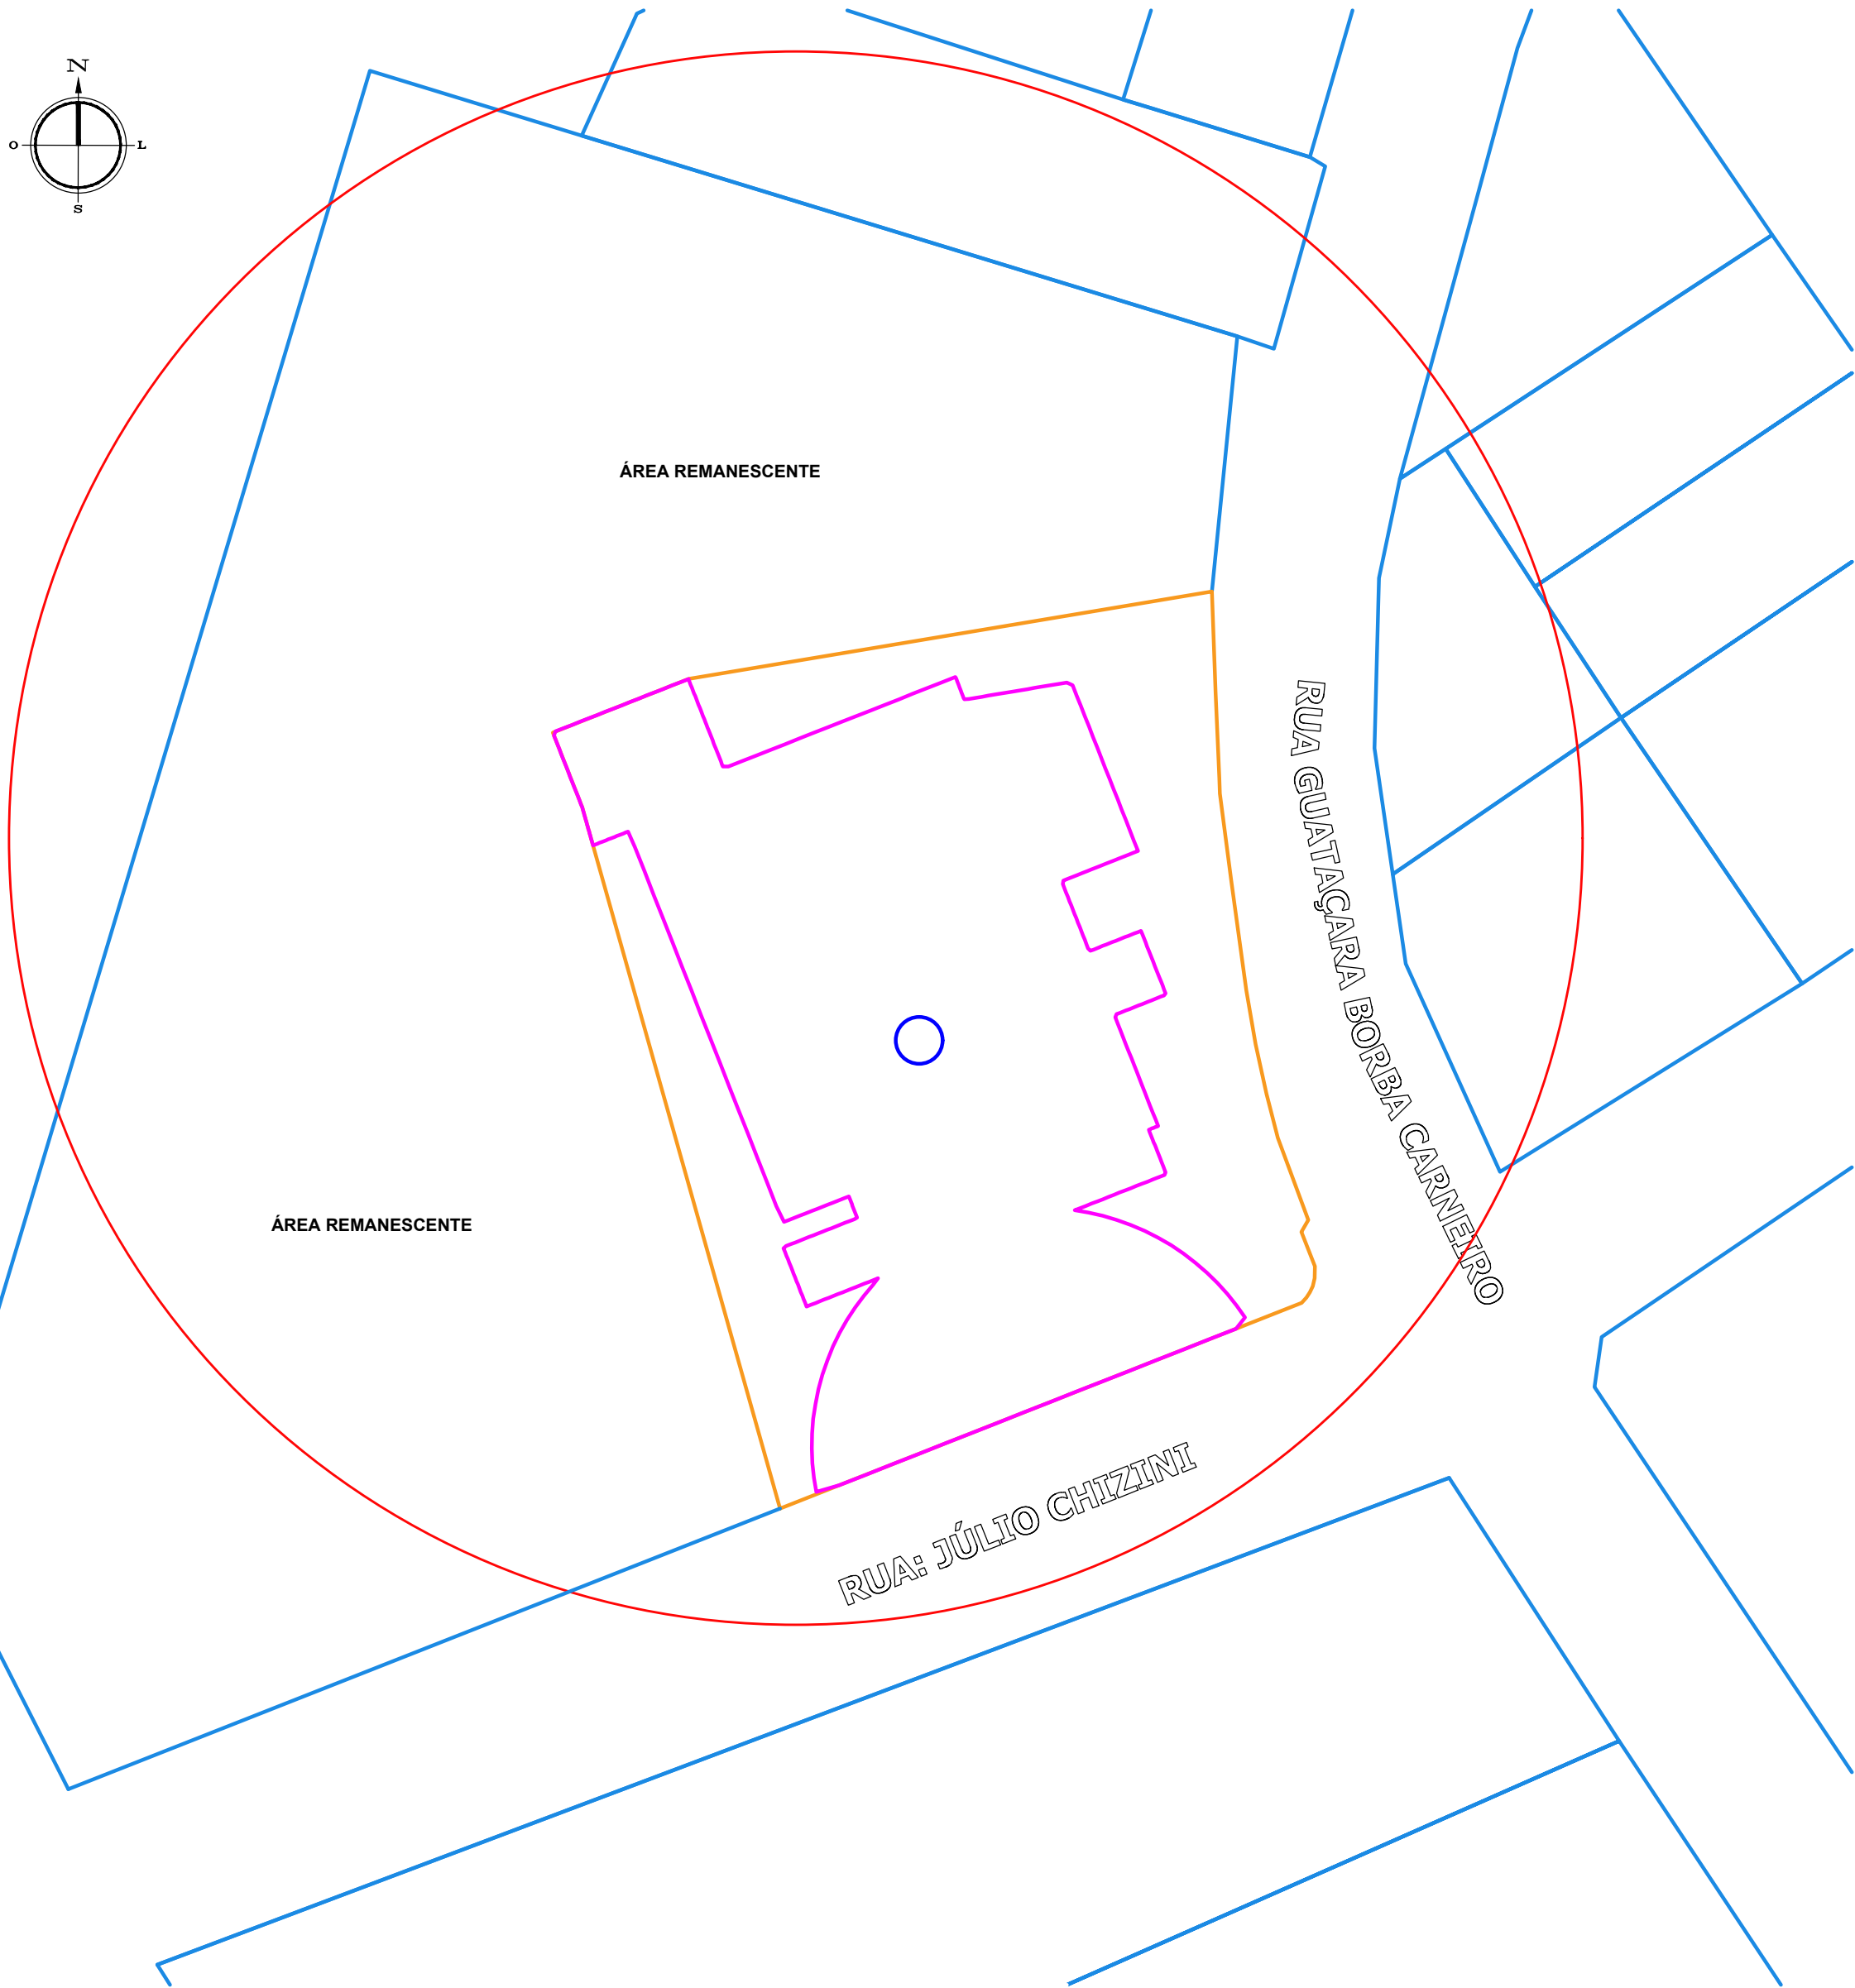 N
O
L
S
ÁREA REMANESCENTE
RUA GUATAÇARA BORBA CARNEIRO
ÁREA REMANESCENTE
RUA: JÚLIO CHIZINI